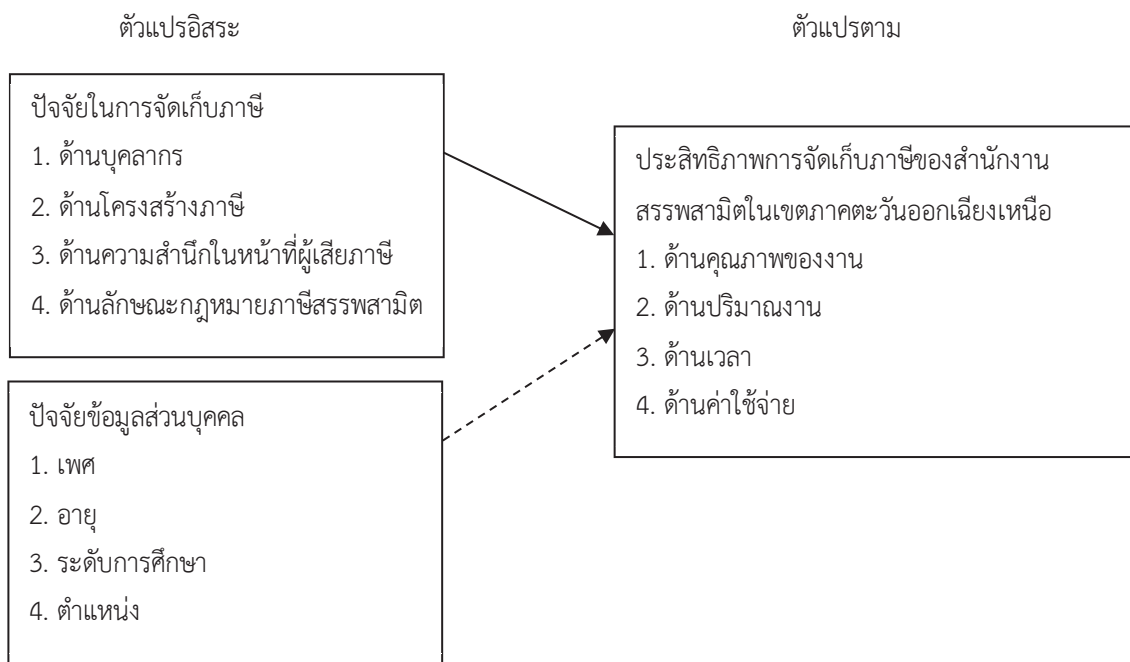 ตัวแปรอิสระ
ตัวแปรตาม
ปัจจัยในการจัดเก็บภาษี
1. ด้านบุคลากร
2. ด้านโครงสร้างภาษี
3. ด้านความสำนึกในหน้าที่ผู้เสียภาษี
4. ด้านลักษณะกฎหมายภาษีสรรพสามิต
ประสิทธิภาพการจัดเก็บภาษีของสำนักงาน
สรรพสามิตในเขตภาคตะวันออกเฉียงเหนือ
1. ด้านคุณภาพของงาน
2. ด้านปริมาณงาน
3. ด้านเวลา
4. ด้านค่าใช้จ่าย
ปัจจัยข้อมูลส่วนบุคคล
1. เพศ
2. อายุ
3. ระดับการศึกษา
4. ตำแหน่ง